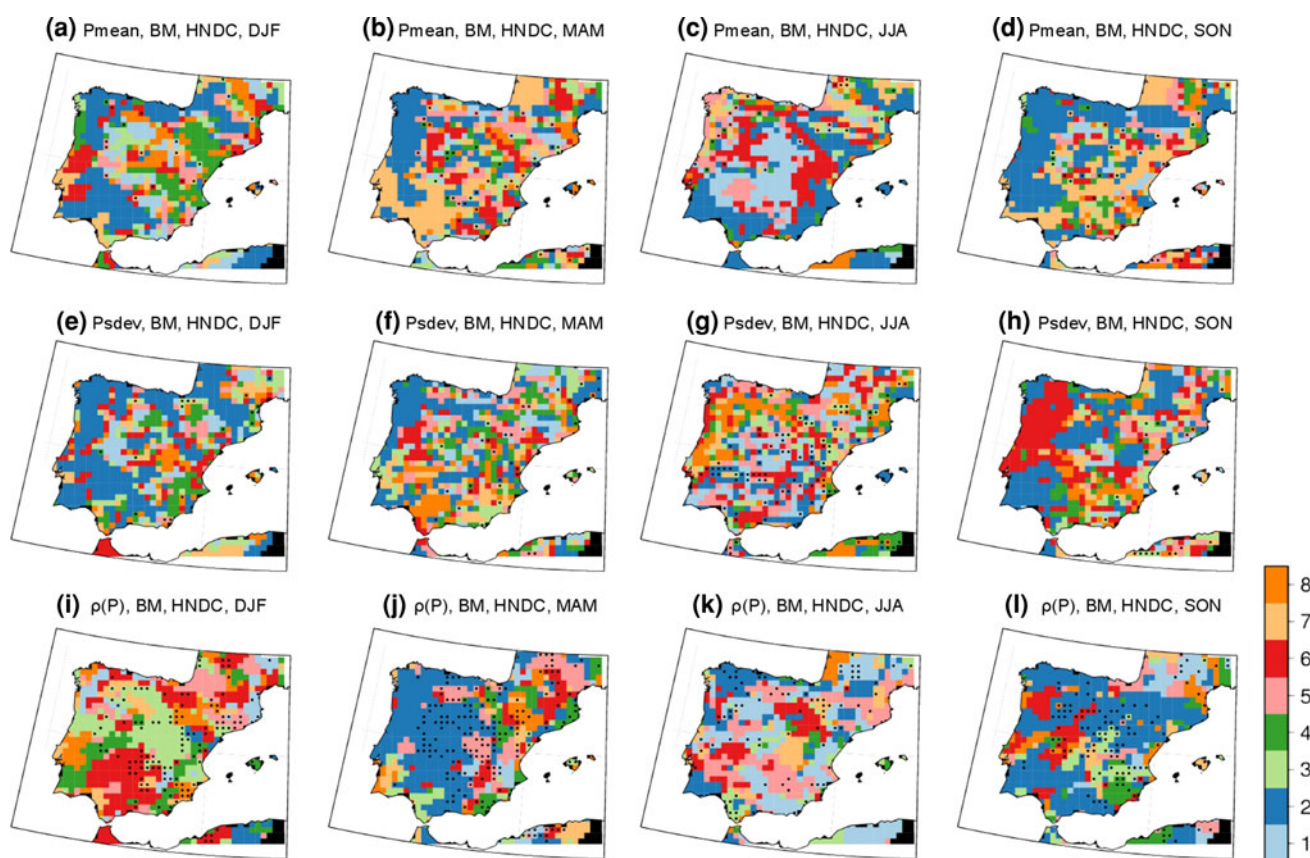 (a) Pmean, BM, HNDC, DJF
(b) Pmean, BM, HNDC, MAM
(c) Pmean, BM, HNDC, JJA
(d) Pmean, BM, HNDC, SON
(e) Psdev, BM, HNDC, DJF
(f) Psdev, BM, HNDC, MAM
(g) Psdev, BM, HNDC, JJA
(h) Psdev, BM, HNDC, SON
(i) ρ(P), BM, HNDC, DJF
(j) ρ(P), BM, HNDC, MAM
(k) ρ(P), BM, HNDC, JJA
(l) ρ(P), BM, HNDC, SON
8
7
6
5
4
3
2
1